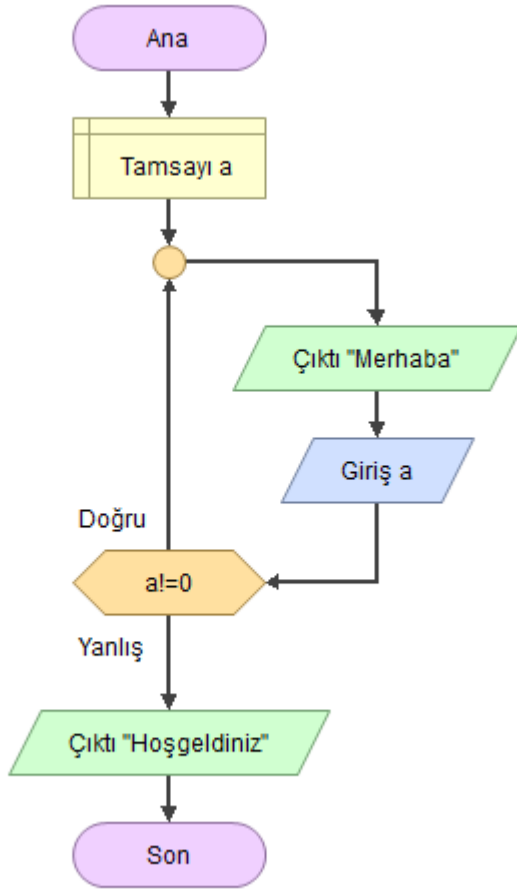 Ana
Tamsayı a
Çıktı "Merhaba"
Giriş a
Doğru
a!=0
Yanlış
Çıktı "Hoşgeldiniz"
Son